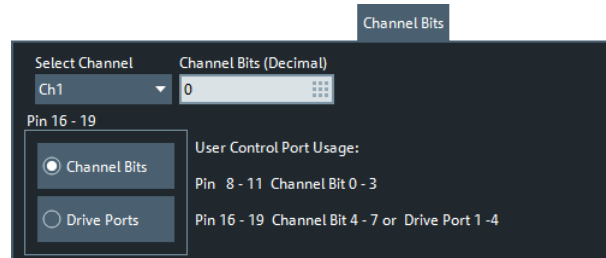 Channel Bits
Select Channel
Channel Bits (Decimal)
Ch1
0
Pin 16 - 19
Channel Bits
Drive Ports
User Control Port Usage:
Pin 8 - 11 Channel Bit 0 - 3
Pin 16 - 19 Channel Bit 4 - 7 or Drive Port 1 -4